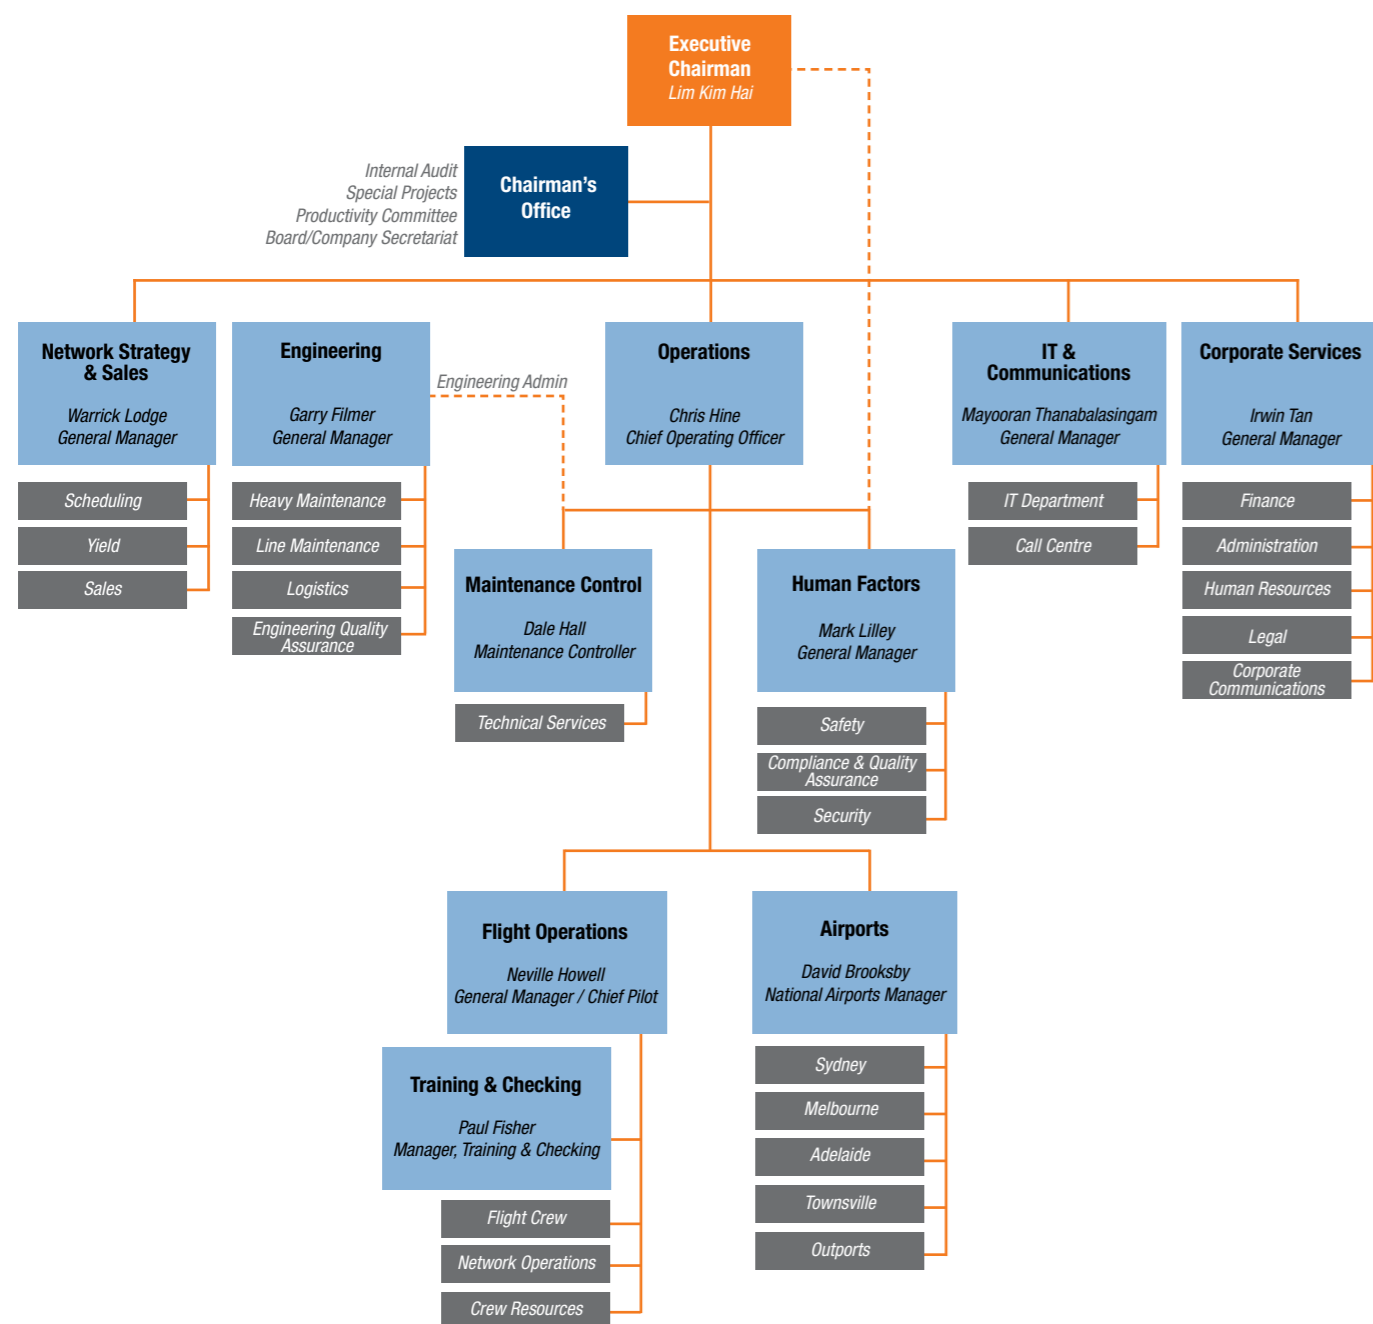 Executive
Chairman
Lim Kim Hai
Internal Audit
Special Projects
Productivity Committee
Board/Company Secretariat
Chairman's
Office
Network Strategy
& Sales
Warrick Lodge
General Manager
Scheduling
Yield
Sales
Engineering
Garry Filmer
General Manager
Heavy Maintenance
Line Maintenance
Logistics
Engineering Quality
Assurance
Engineering Admin
Operations
Chris Hine
Chief Operating Officer
IT &
Communications
Mayooran Thanabalasingam
General Manager
IT Department
Call Centre
Corporate Services
Irwin Tan
General Manager
Finance
Administration
Human Resources
Legal
Corporate
Communications
Maintenance Control
Dale Hall
Maintenance Controller
Technical Services
Human Factors
Mark Lilley
General Manager
Safety
Compliance & Quality
Assurance
Security
Flight Operations
Neville Howell
General Manager / Chief Pilot
Training & Checking
Paul Fisher
Manager, Training & Checking
Flight Crew
Network Operations
Crew Resources
Airports
David Brooksby
National Airports Manager
Sydney
Melbourne
Adelaide
Townsville
Outports